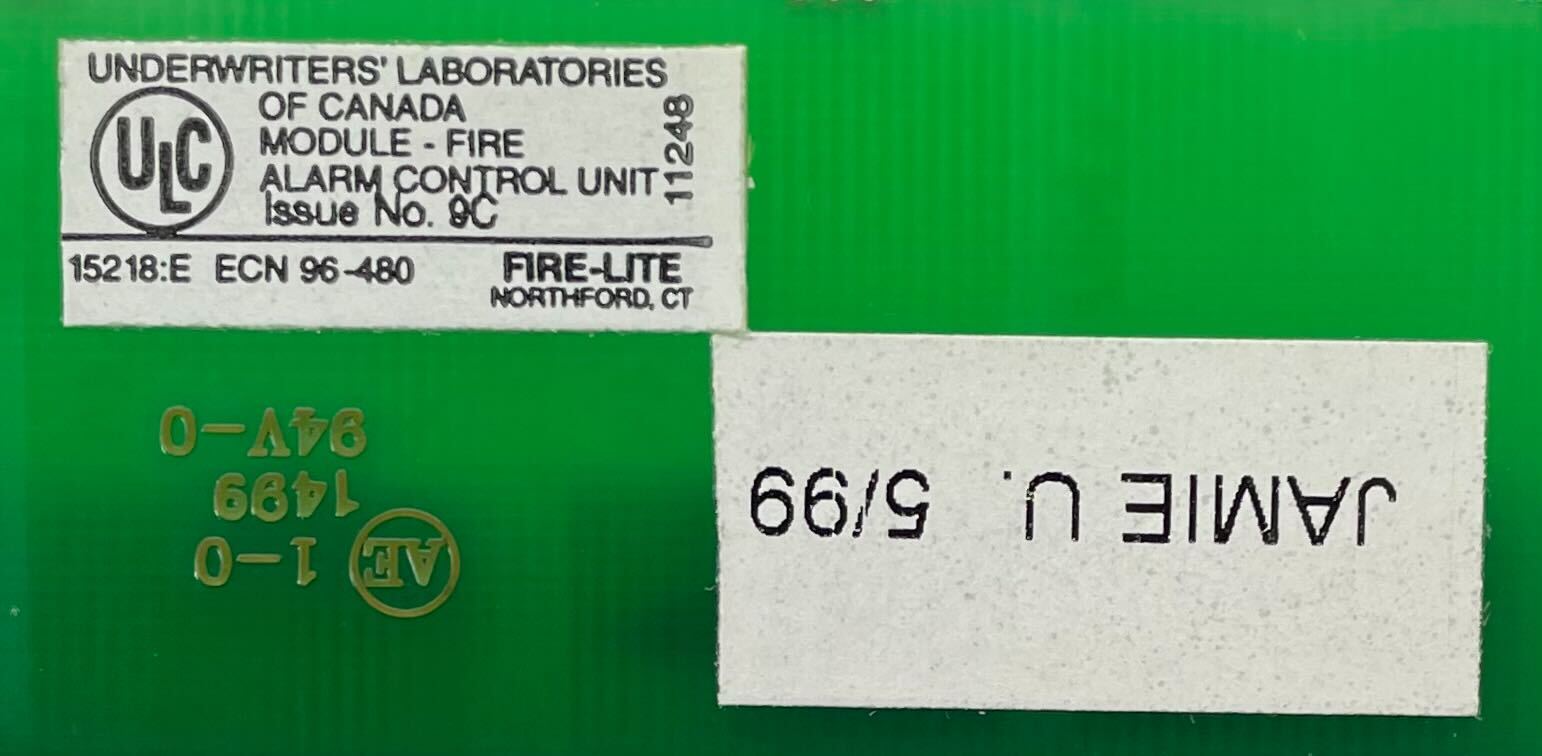 UNDERWRITERS' LABORATORIES
OF CANADA
ULC
MODULE - FIRE
ALARM CONTROL UNIT
Issue No. 9C
11248
15218:E ECN 96-480
FIRE-LITE
NORTHFORD, CT
JAMIE U. 5/99
AE 1-0
1499
94V-0